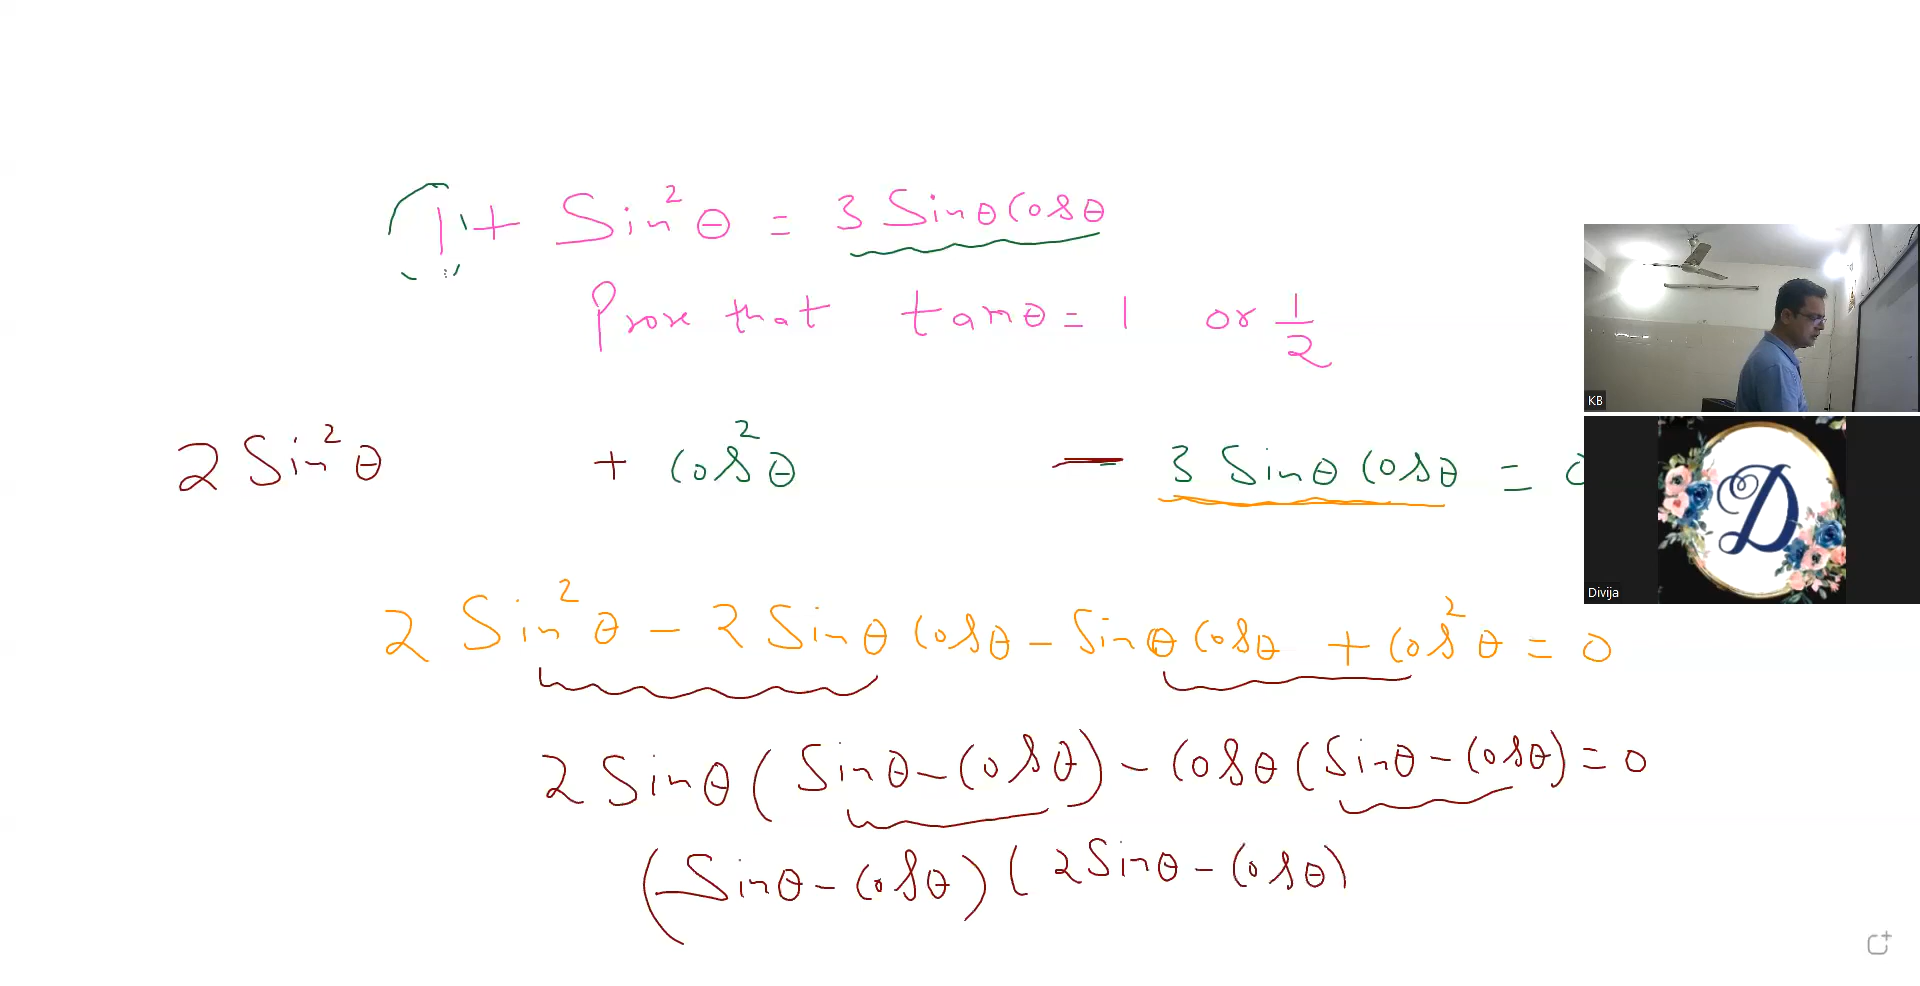 1 + Sin²θ = 3 Sinθ Cosθ
Prove that tanθ = 1 or 1/2
2 Sin²θ + Cos²θ - 3 Sinθ Cosθ = 0
2 Sin²θ - 2 Sinθ Cosθ - Sinθ Cosθ + Cos²θ = 0
2 Sinθ (Sinθ - Cosθ) - Cosθ (Sinθ - Cosθ) = 0
(Sinθ - Cosθ) (2 Sinθ - Cosθ)
KB
D
Divija